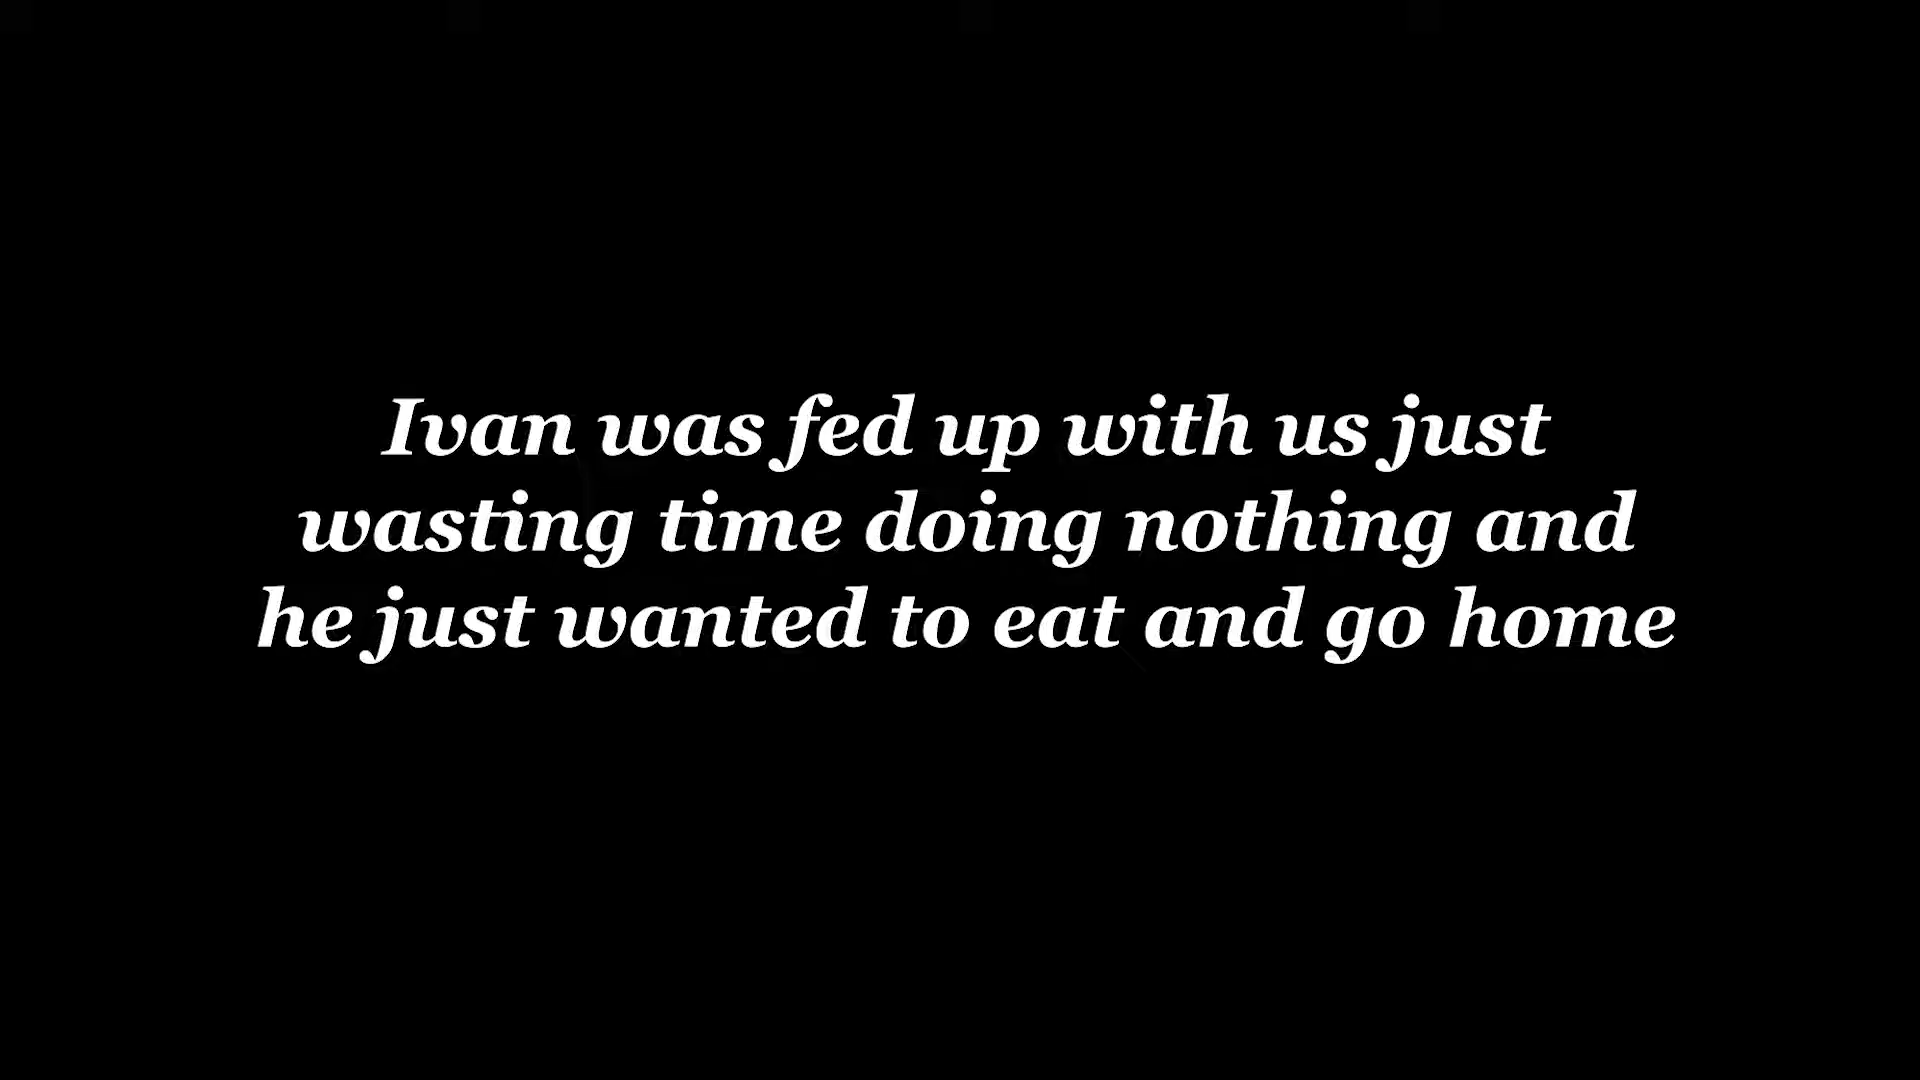 Ivan was fed up with us just
wasting time doing nothing and
he just wanted to eat and go home